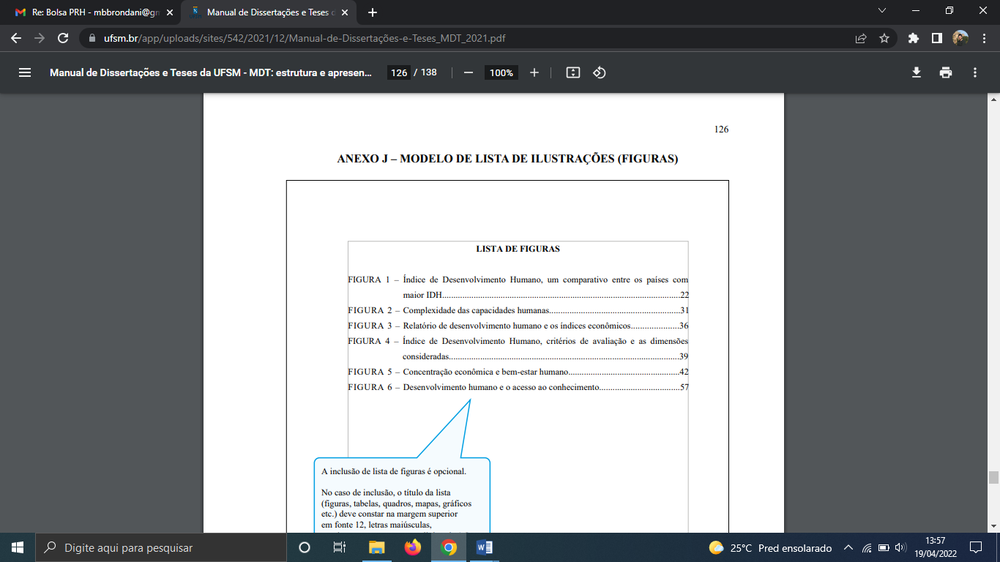 Re: Bolsa PRH - mbbrondani@gm
Manual de Dissertações e Teses d
ufsm.br/app/uploads/sites/542/2021/12/Manual-de-Dissertações-e-Teses_MDT_2021.pdf
Manual de Dissertações e Teses da UFSM - MDT: estrutura e apresen...
126 / 138
100%
126
ANEXO J – MODELO DE LISTA DE ILUSTRAÇÕES (FIGURAS)
LISTA DE FIGURAS
FIGURA 1 – Índice de Desenvolvimento Humano, um comparativo entre os países com
maior IDH..........................................................................................................22
FIGURA 2 – Complexidade das capacidades humanas..........................................................31
FIGURA 3 – Relatório de desenvolvimento humano e os índices econômicos.....................36
FIGURA 4 – Índice de Desenvolvimento Humano, critérios de avaliação e as dimensões
consideradas.......................................................................................................39
FIGURA 5 – Concentração econômica e bem-estar humano.................................................42
FIGURA 6 – Desenvolvimento humano e o acesso ao conhecimento....................................57
A inclusão de lista de figuras é opcional.
No caso de inclusão, o título da lista
(figuras, tabelas, quadros, mapas, gráficos
etc.) deve constar na margem superior
em fonte 12, letras maiúsculas,
Digite aqui para pesquisar
25°C Pred ensolarado
13:57
19/04/2022